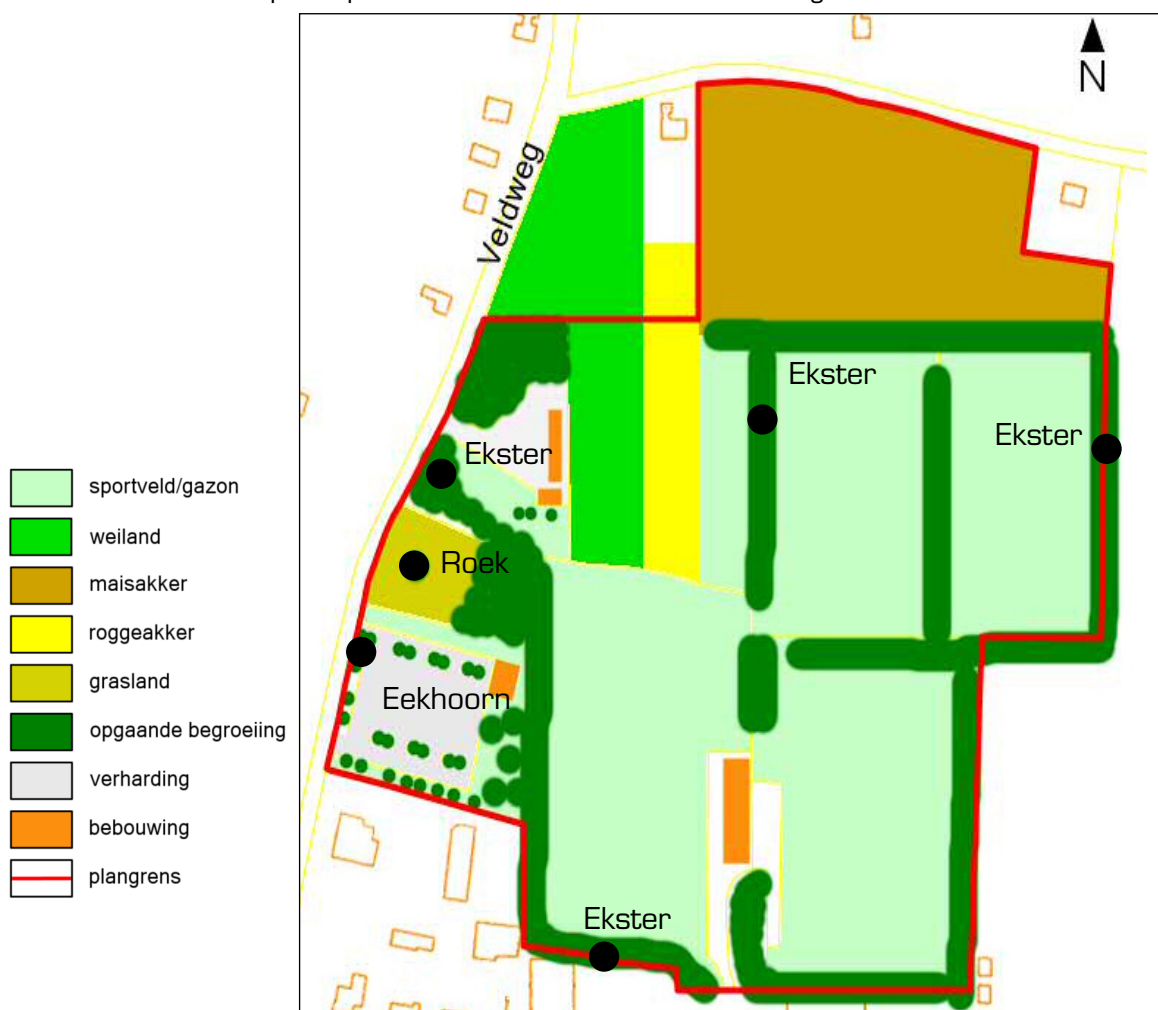 N
Veldweg
Ekster
Ekster
Ekster
Roek
Eekhoorn
Ekster
sportveld/gazon
weiland
maisakker
roggeakker
grasland
opgaande begroeiing
verharding
bebouwing
plangrens